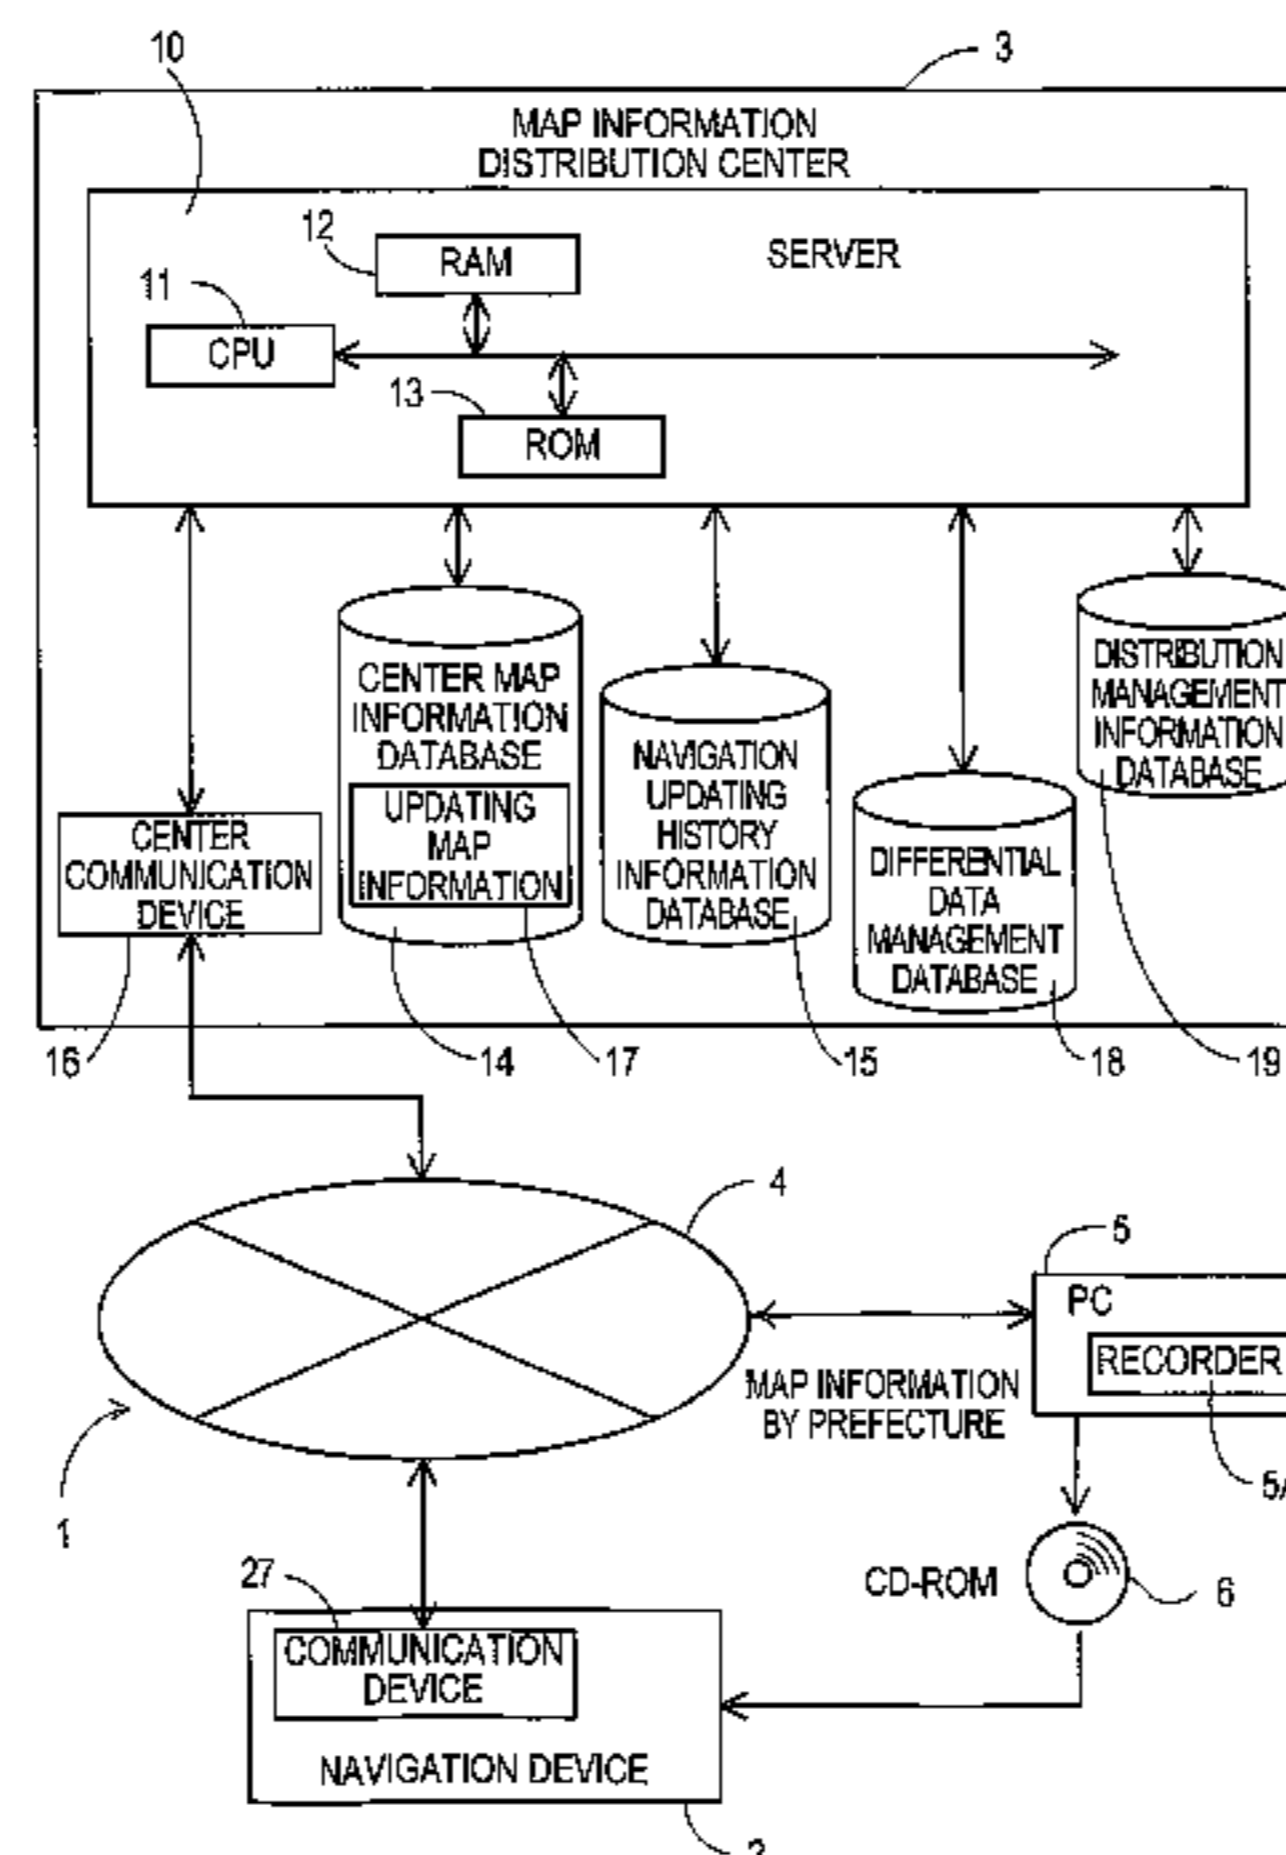 10
3
MAP INFORMATION
DISTRIBUTION CENTER
12
RAM
SERVER
11
CPU
13
ROM
CENTER MAP
INFORMATION
DATABASE
UPDATING
MAP
INFORMATION
NAVIGATION
UPDATING
HISTORY
INFORMATION
DATABASE
DIFFERENTIAL
DATA
MANAGEMENT
DATABASE
DISTRIBUTION
MANAGEMENT
INFORMATION
DATABASE
CENTER
COMMUNICATION
DEVICE
16
14
17
15
18
19
4
5
PC
RECORDER
MAP INFORMATION
BY PREFECTURE
1
CD-ROM
6
27
COMMUNICATION
DEVICE
NAVIGATION DEVICE